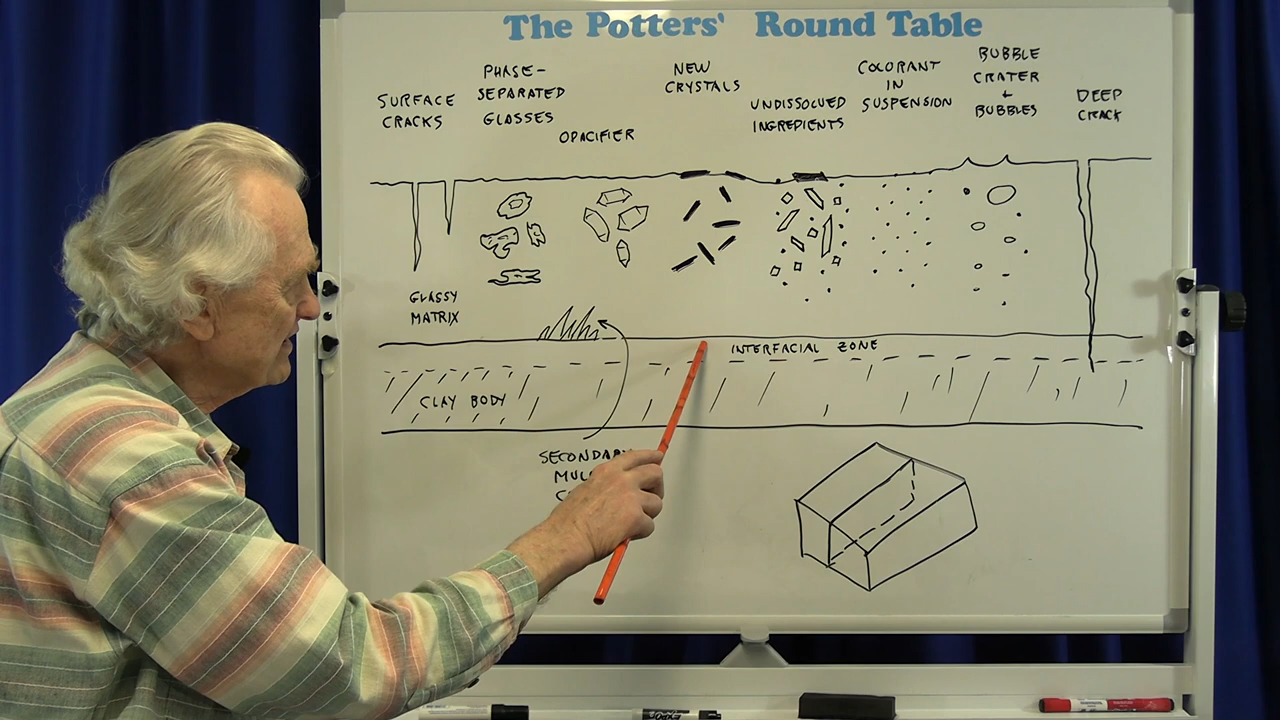 The Potters' Round Table
SURFACE
CRACKS
PHASE-
SEPARATED
GLASSES
OPACIFIER
NEW
CRYSTALS
UNDISSOLVED
INGREDIENTS
COLORANT
IN
SUSPENSION
BUBBLE
CRATER
+
BUBBLES
DEEP
CRACK
GLASSY
MATRIX
INTERFACIAL ZONE
CLAY BODY